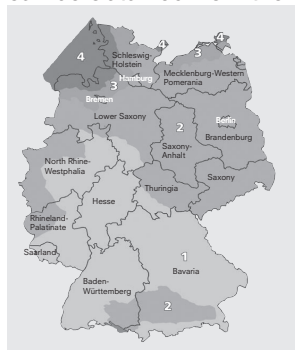 4
4
4
3
Schleswig-
Holstein
Hamburg
Mecklenburg-Western
Pomerania
3
Bremen
Lower Saxony
2
Berlin
Brandenburg
Saxony-
Anhalt
North Rhine-
Westphalia
Thuringia
Saxony
Hesse
Rhineland-
Palatinate
Saarland
1
Bavaria
Baden-
Württemberg
2